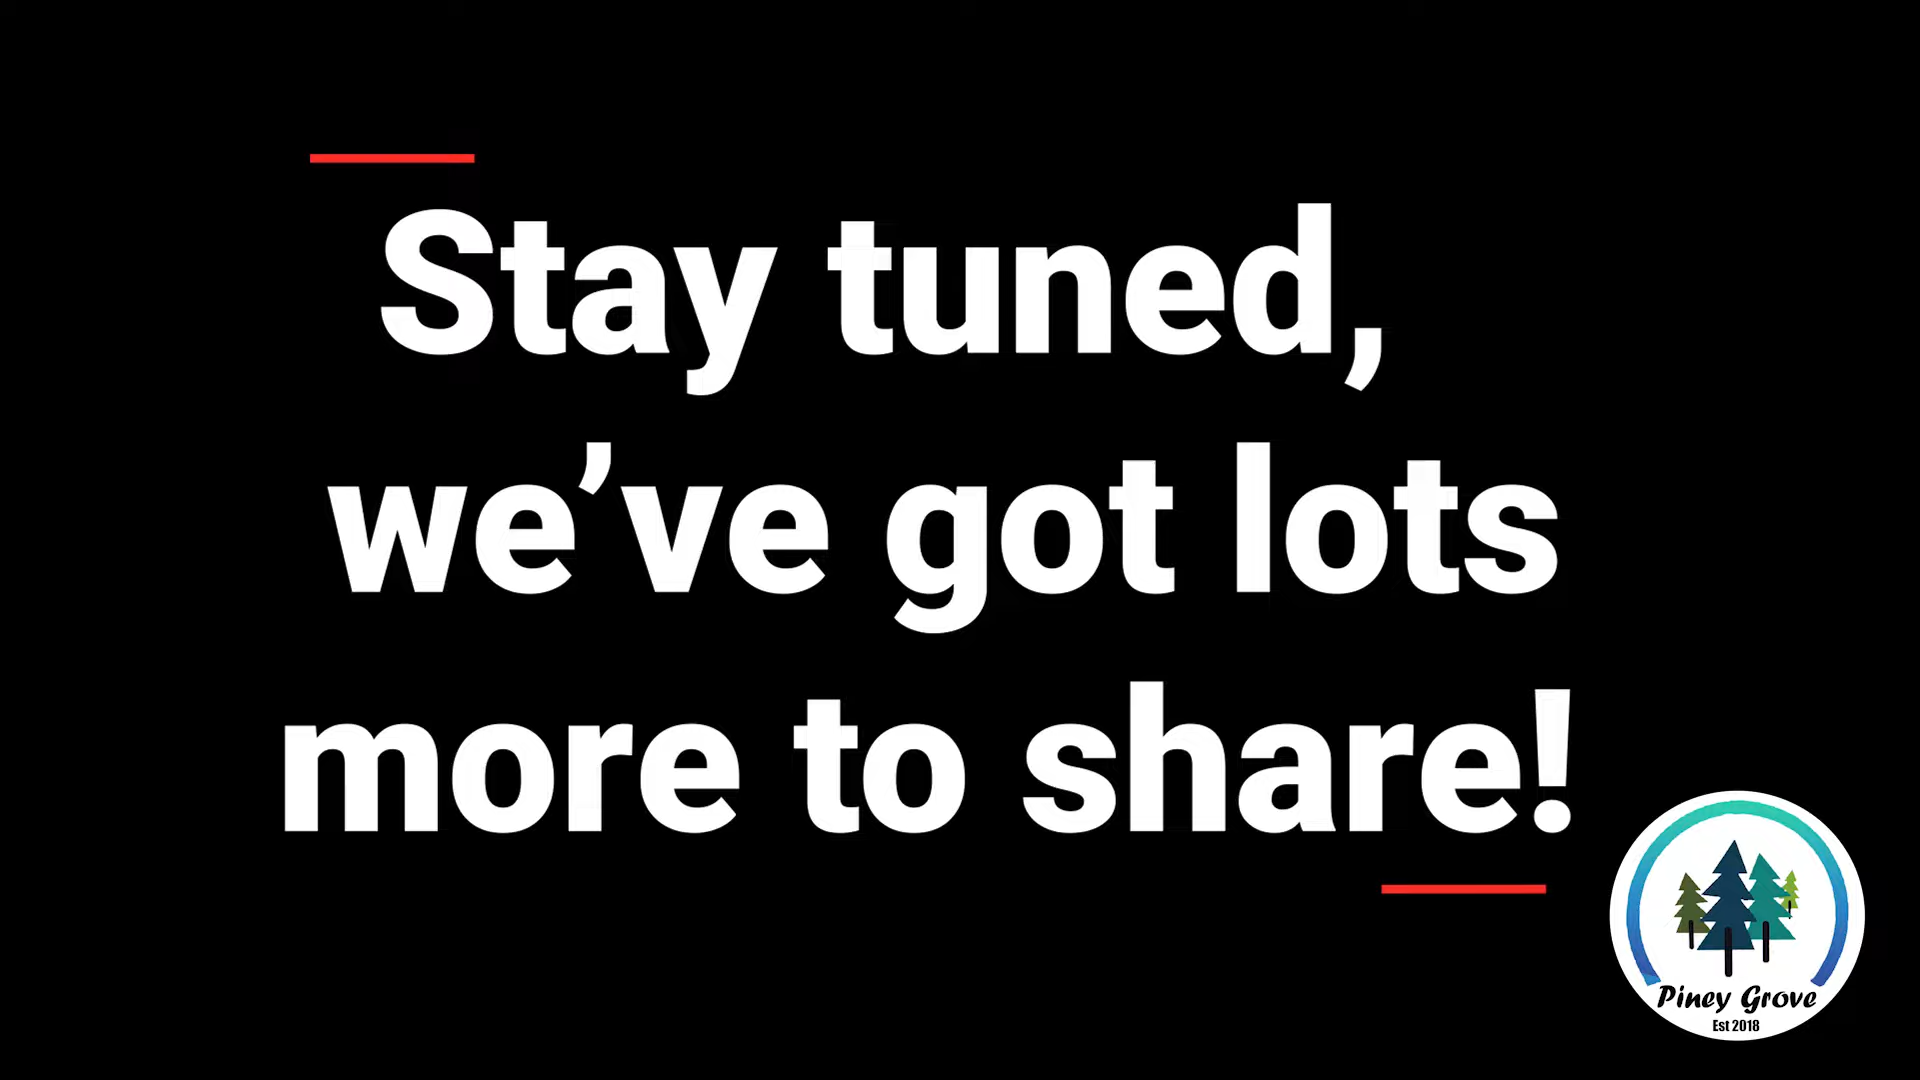 Stay tuned,
we’ve got lots
more to share!
Piney Grove
Est 2018